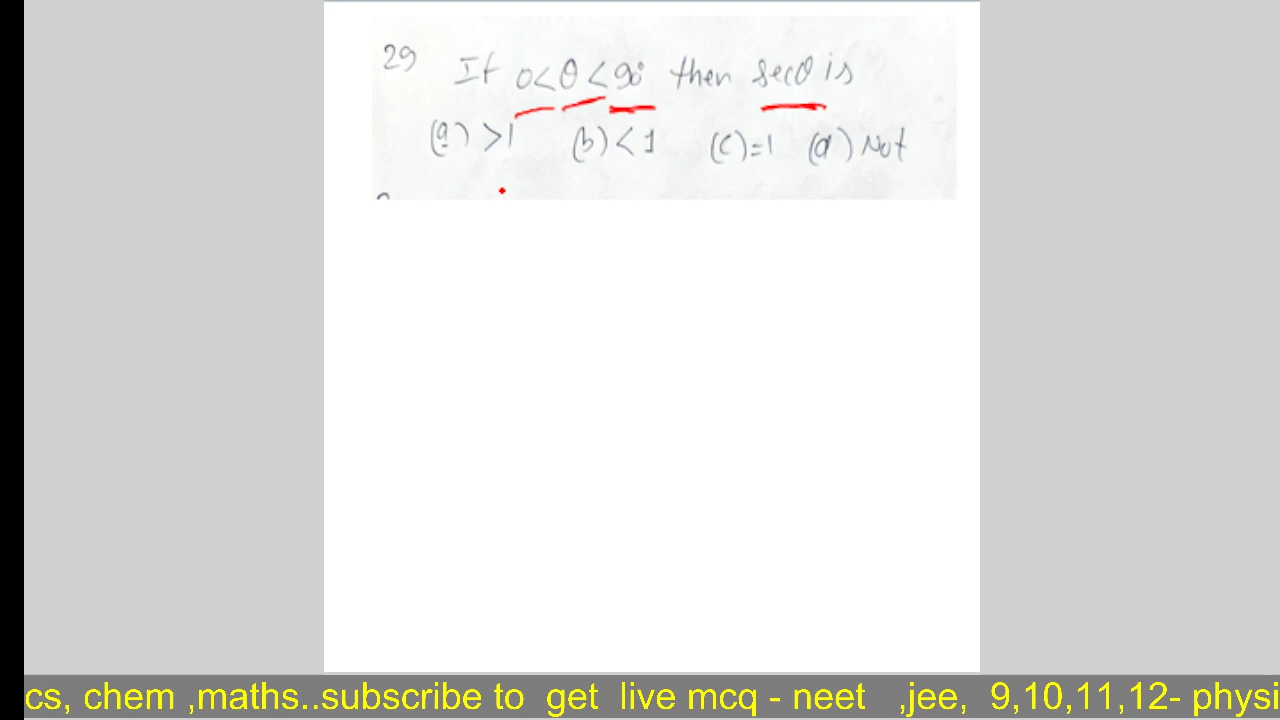 29 If 0<θ<90° then secθ is
(a) >1 (b) <1 (c)=1 (d) Not
cs, chem ,maths..subscribe to get live mcq - neet ,jee, 9,10,11,12- physi